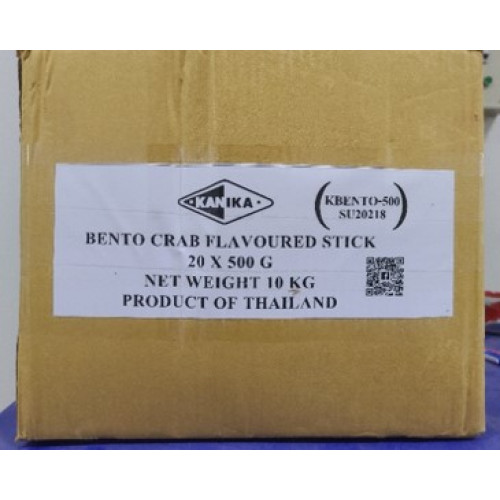 KANIKA
KBENTO-500
SU20218
BENTO CRAB FLAVOURED STICK
20 X 500 G
NET WEIGHT 10 KG
PRODUCT OF THAILAND